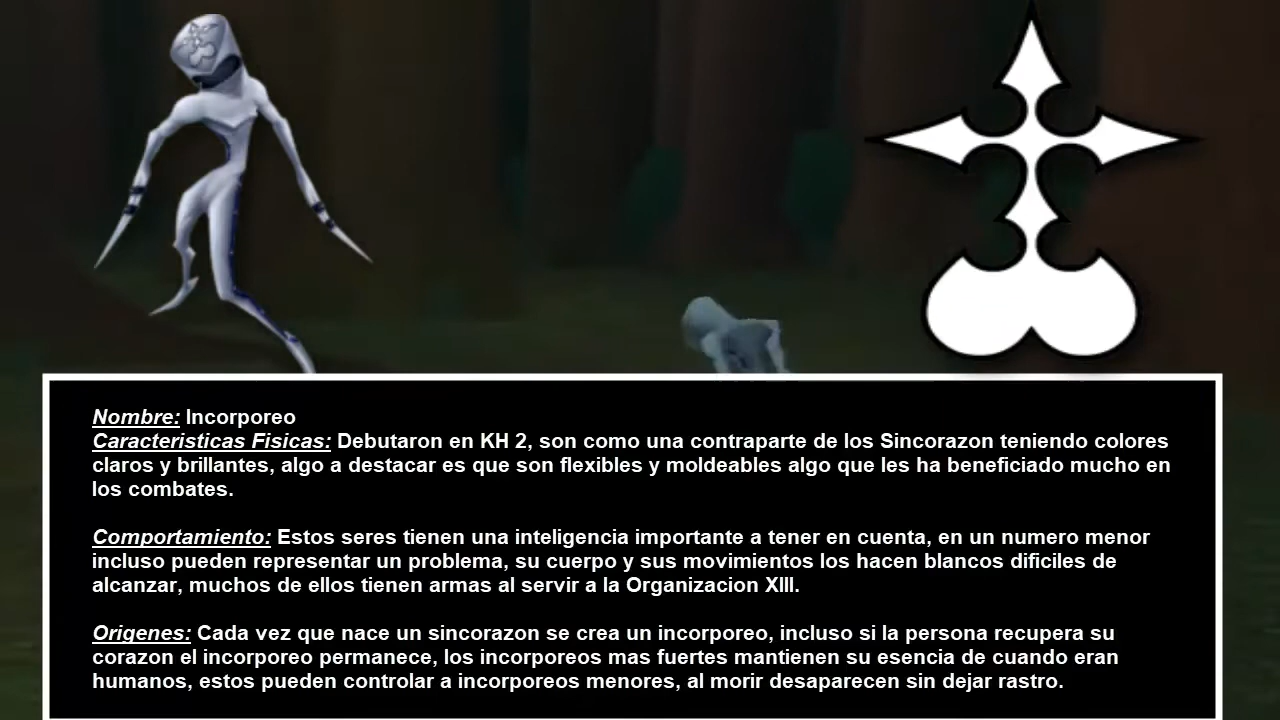 Nombre: Incorporeo
Caracteristicas Fisicas: Debutaron en KH 2, son como una contraparte de los Sincorazon teniendo colores
claros y brillantes, algo a destacar es que son flexibles y moldeables algo que les ha beneficiado mucho en
los combates.
Comportamiento: Estos seres tienen una inteligencia importante a tener en cuenta, en un numero menor
incluso pueden representar un problema, su cuerpo y sus movimientos los hacen blancos dificiles de
alcanzar, muchos de ellos tienen armas al servir a la Organizacion XIII.
Origenes: Cada vez que nace un sincorazon se crea un incorporeo, incluso si la persona recupera su
corazon el incorporeo permanece, los incorporeos mas fuertes mantienen su esencia de cuando eran
humanos, estos pueden controlar a incorporeos menores, al morir desaparecen sin dejar rastro.